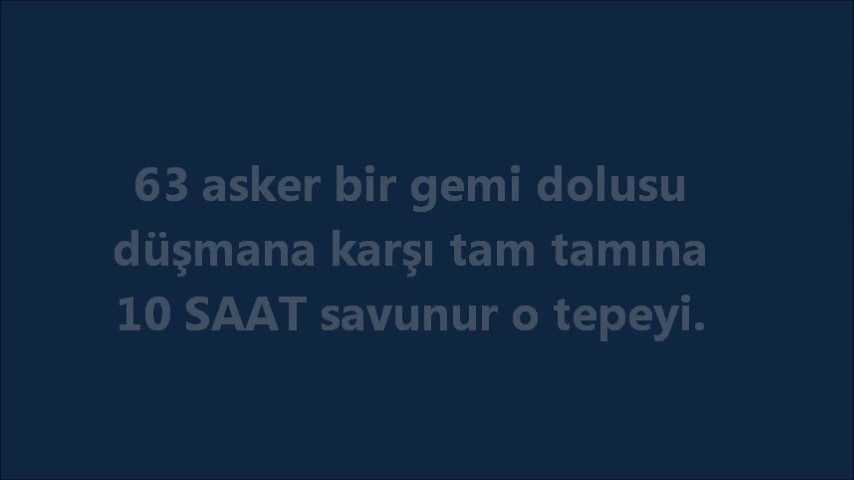 63 asker bir gemi dolusu
düşmana karşı tam tamına
10 SAAT savunur o tepeyi.